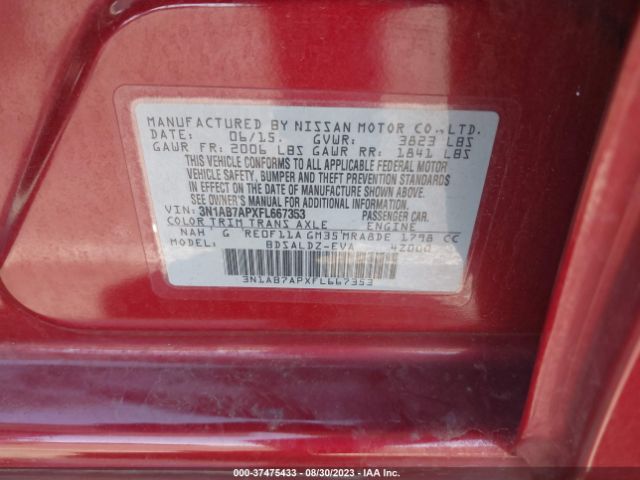 MANUFACTURED BY NISSAN MOTOR CO.,LTD.
DATE: 06/15. GVWR: 3823 LBS
GAWR FR: 2006 LBS GAWR RR: 1841 LBS
THIS VEHICLE CONFORMS TO ALL APPLICABLE FEDERAL MOTOR
VEHICLE SAFETY, BUMPER AND THEFT PREVENTION STANDARDS
IN EFFECT ON THE DATE OF MANUFACTURE SHOWN ABOVE.
SEE OWNER'S MANUAL FOR ADDITIONAL INFORMATION.
VIN: 3N1AB7APXFL667353 PASSENGER CAR.
COLOR TRIM TRANS AXLE ENGINE
NAH G RE0F11A GM35 MRA8DE 1798 CC
MODEL: BDSALDZ-EVA 42000
3N1AB7APXFL667353
000-37475433 - 08/30/2023 - IAA Inc.